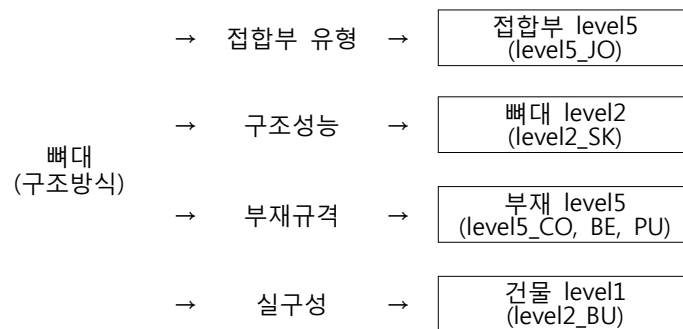 → 접합부 유형 → 접합부 level5
(level5_JO)
→ 구조성능 → 뼈대 level2
(level2_SK)
뼈대
(구조방식)
→ 부재규격 → 부재 level5
(level5_CO, BE, PU)
→ 실구성 → 건물 level1
(level2_BU)